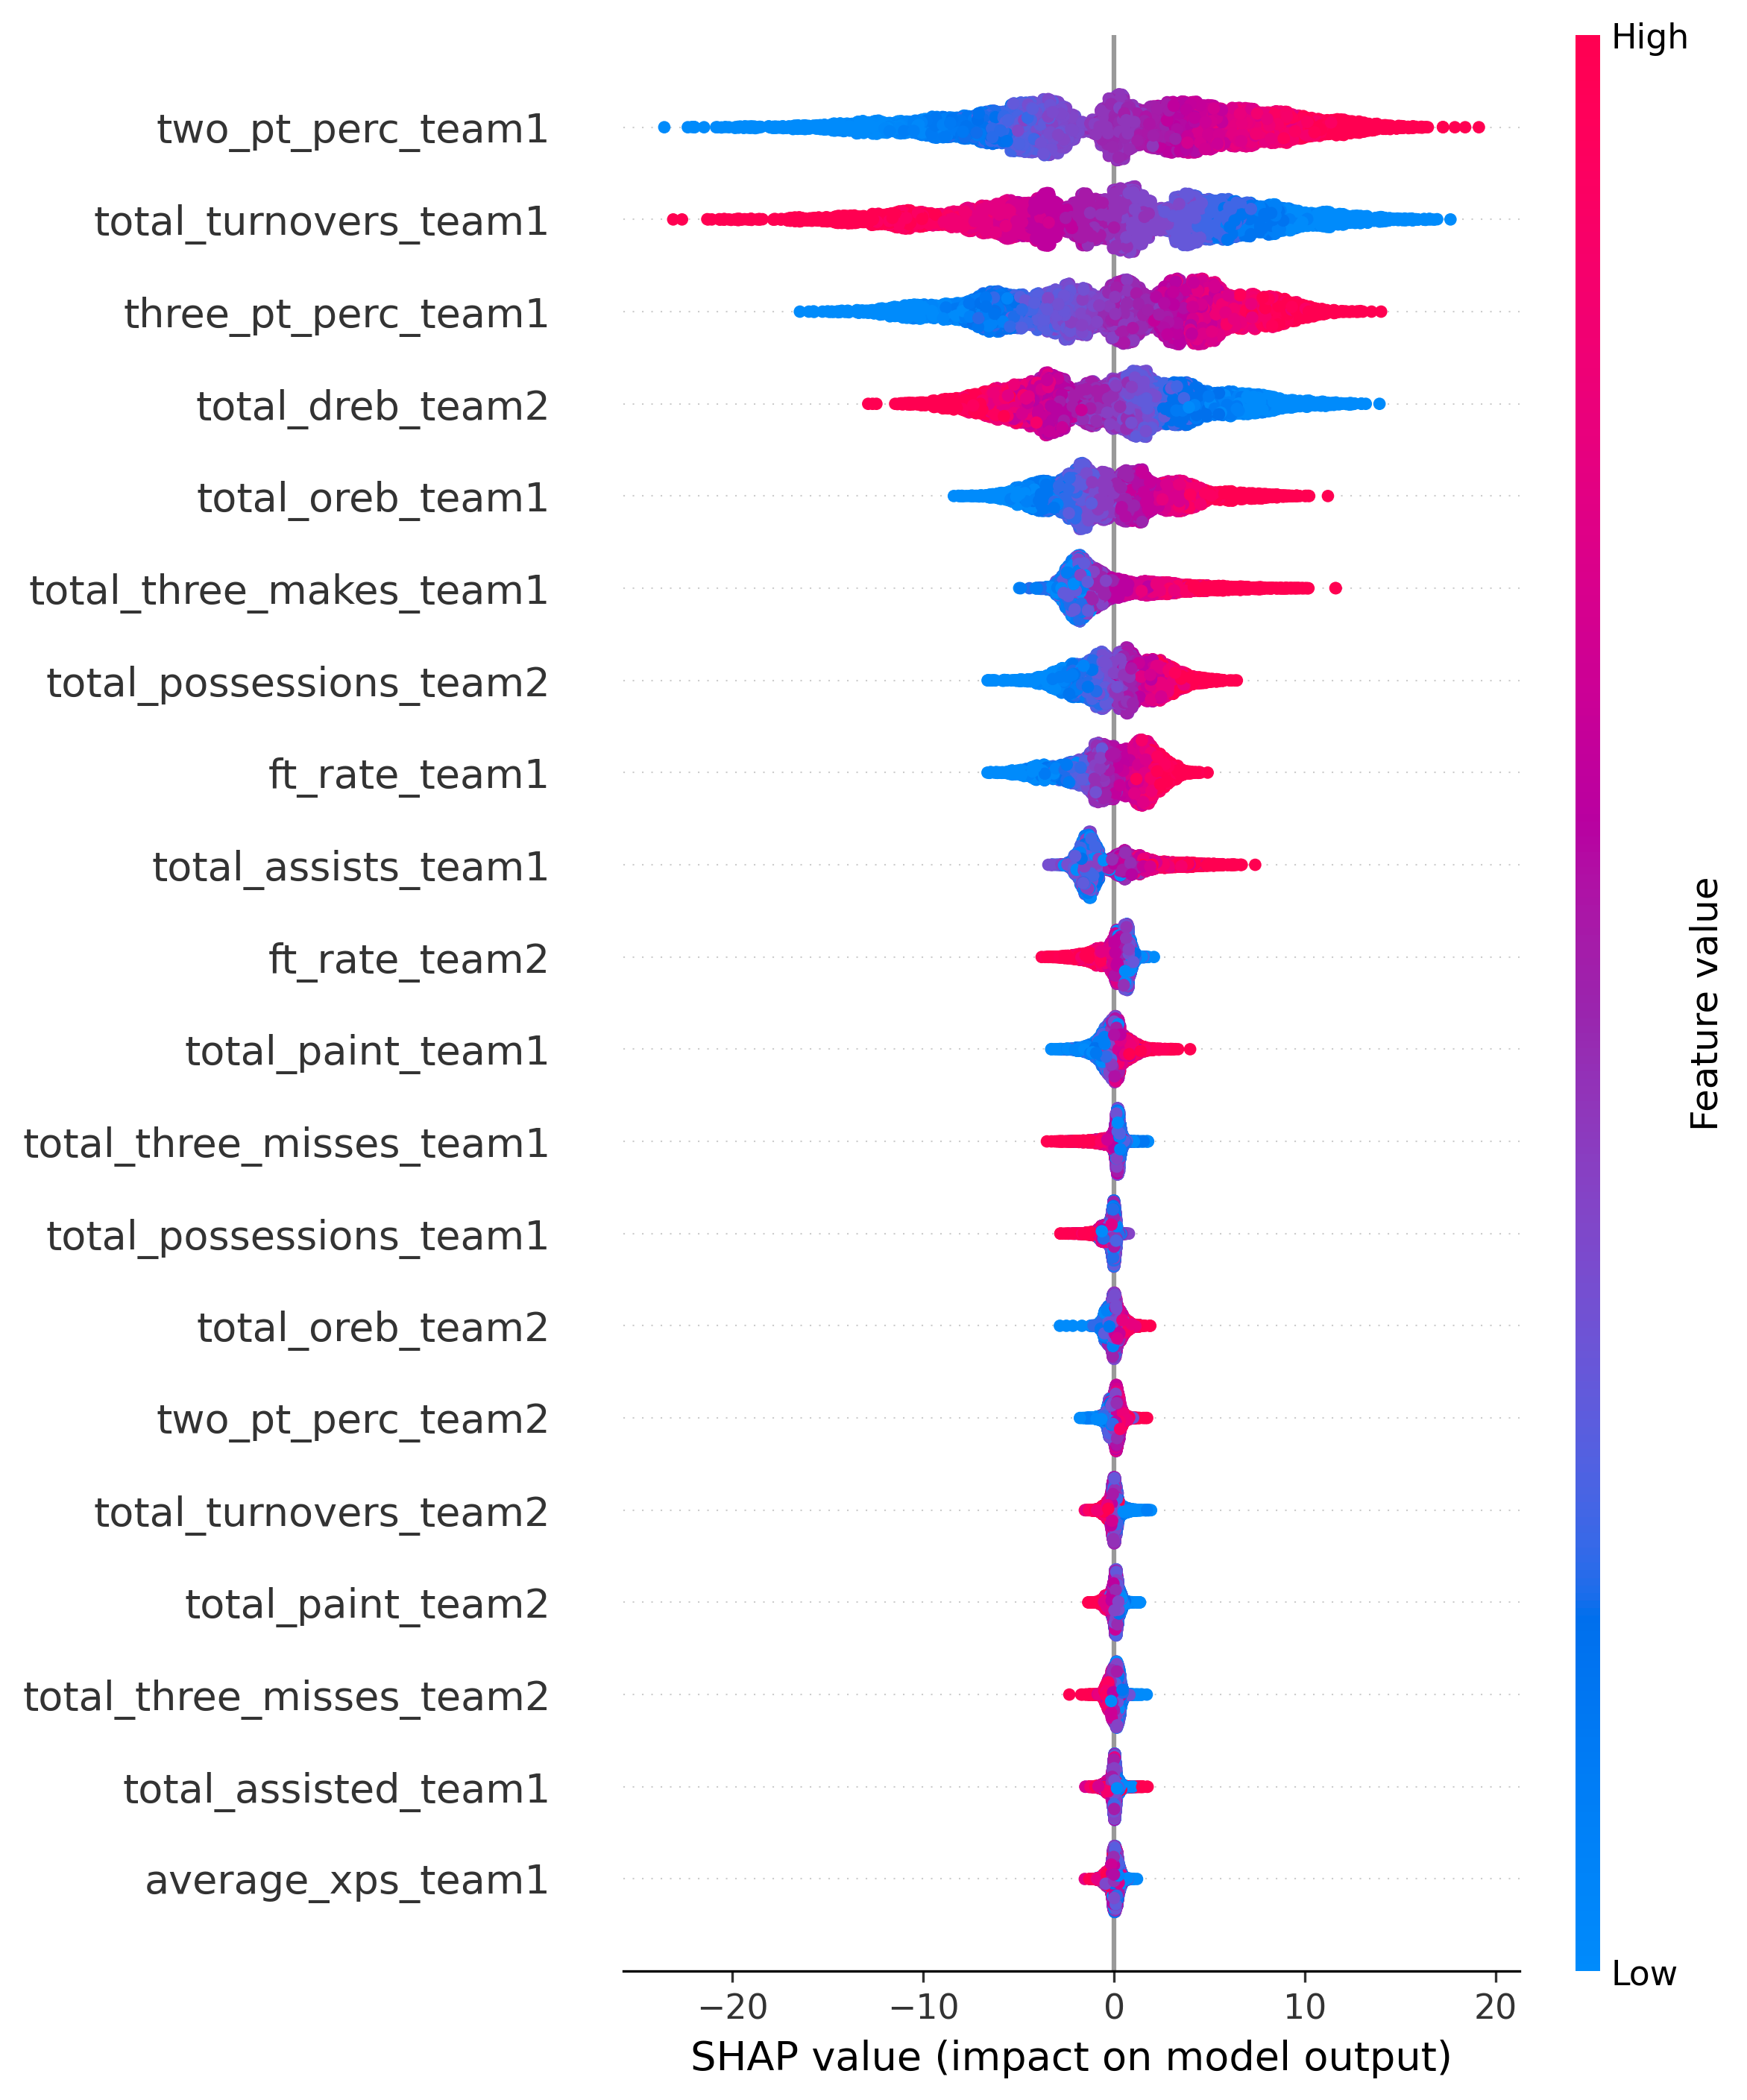 High
two_pt_perc_team1
total_turnovers_team1
three_pt_perc_team1
total_dreb_team2
total_oreb_team1
total_three_makes_team1
total_possessions_team2
ft_rate_team1
total_assists_team1
ft_rate_team2
total_paint_team1
total_three_misses_team1
total_possessions_team1
total_oreb_team2
two_pt_perc_team2
total_turnovers_team2
total_paint_team2
total_three_misses_team2
total_assisted_team1
average_xps_team1
Feature value
Low
−20 −10 0 10 20
SHAP value (impact on model output)